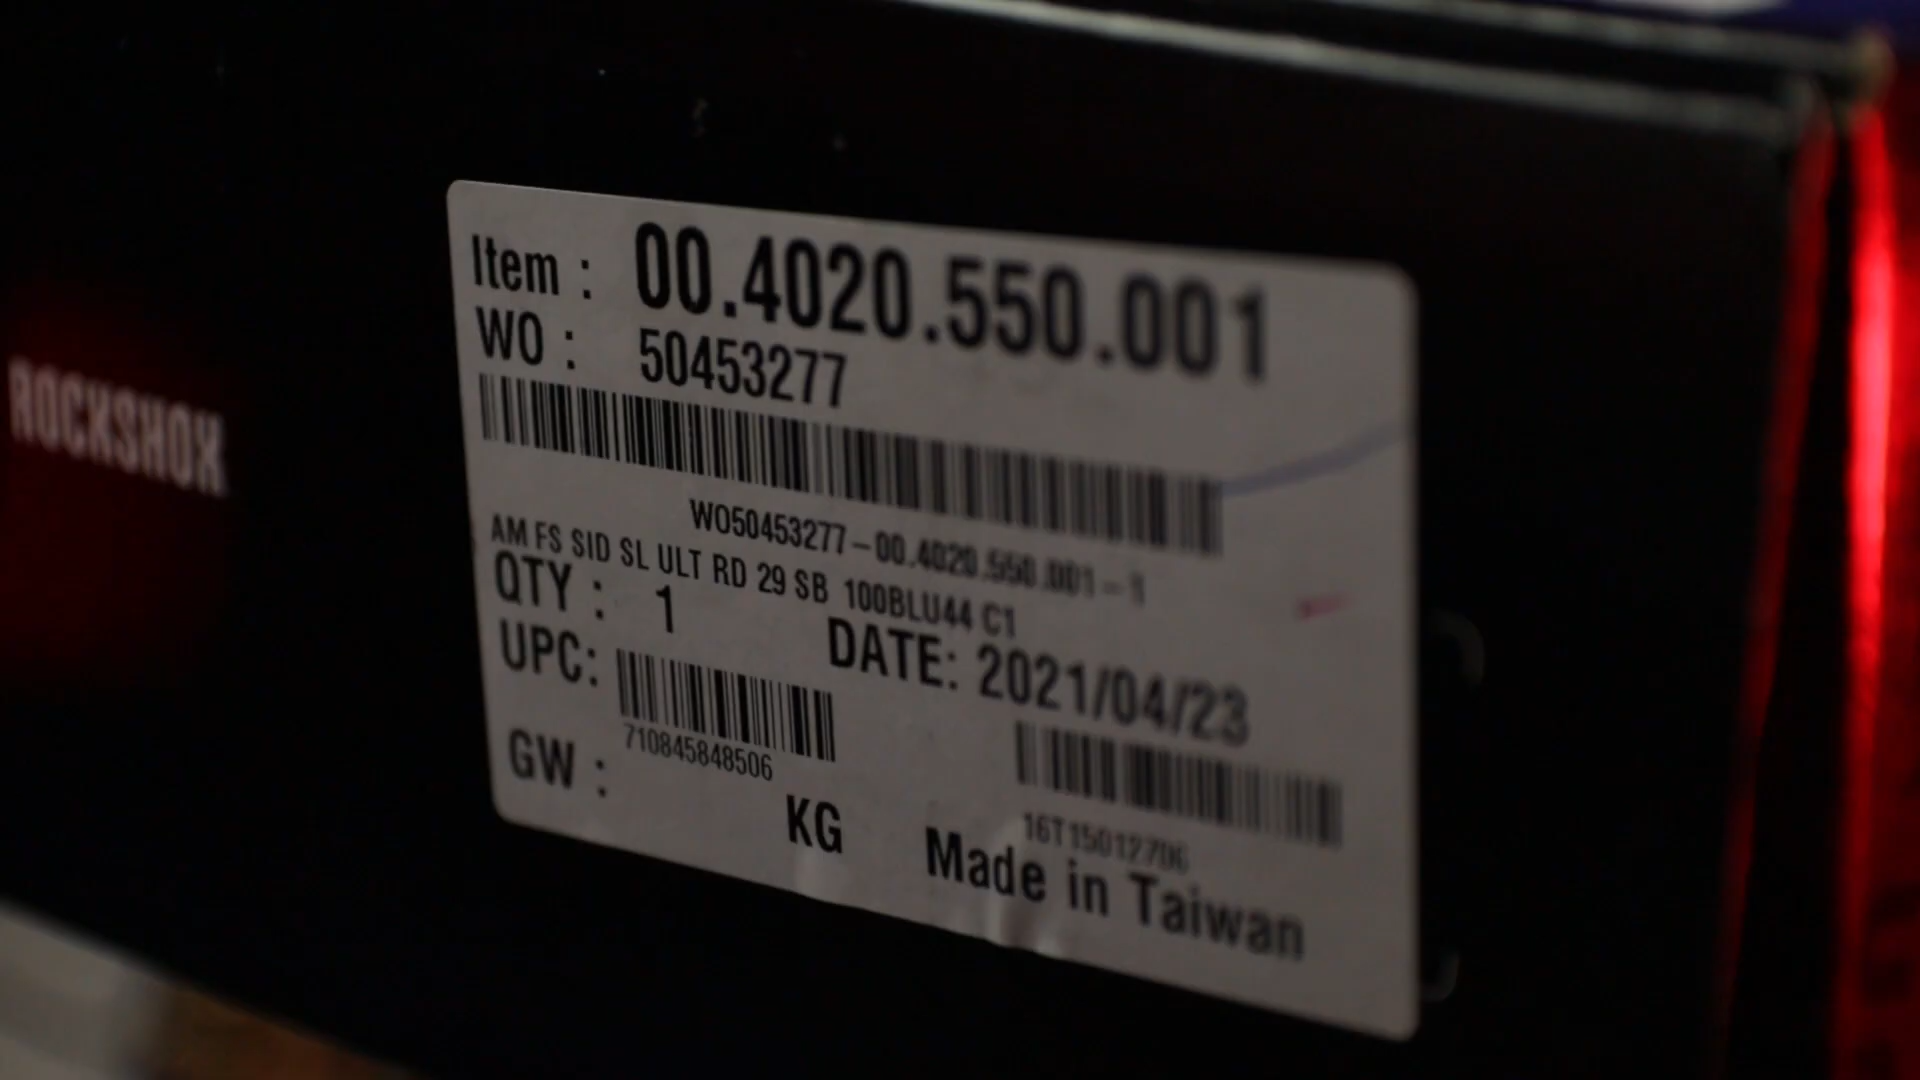 ROCKSHOX
Item : 00.4020.550.001
WO : 50453277
WO50453277-00.4020.550.001-1
AM FS SID SL ULT RD 29 SB 100BLU44 C1
QTY : 1
DATE: 2021/04/23
UPC:
710845848506
16T15012706
GW : KG
Made in Taiwan